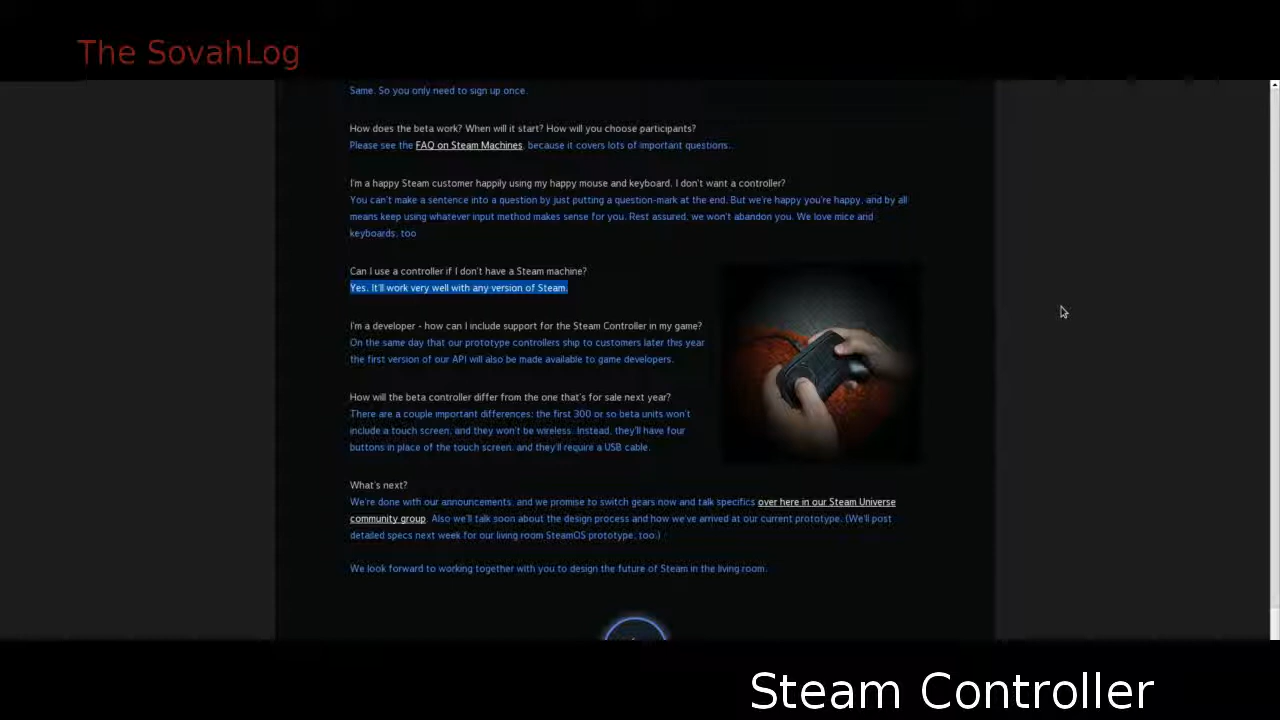 The SovahLog
Same. So you only need to sign up once.
How does the beta work? When will it start? How will you choose participants?
Please see the FAQ on Steam Machines, because it covers lots of important questions.
I'm a happy Steam customer happily using my happy mouse and keyboard. I don't want a controller?
You can't make a sentence into a question by just putting a question-mark at the end. But we're happy you're happy, and by all
means keep using whatever input method makes sense for you. Rest assured, we won't abandon you. We love mice and
keyboards, too
Can I use a controller if I don't have a Steam machine?
Yes. It'll work very well with any version of Steam.
I'm a developer - how can I include support for the Steam Controller in my game?
On the same day that our prototype controllers ship to customers later this year
the first version of our API will also be made available to game developers.
How will the beta controller differ from the one that's for sale next year?
There are a couple important differences: the first 300 or so beta units won't
include a touch screen, and they won't be wireless. Instead, they'll have four
buttons in place of the touch screen, and they'll require a USB cable.
What's next?
We're done with our announcements, and we promise to switch gears now and talk specifics over here in our Steam Universe
community group. Also we'll talk soon about the design process and how we've arrived at our current prototype. (We'll post
detailed specs next week for our living room SteamOS prototype, too.)
We look forward to working together with you to design the future of Steam in the living room.
Steam Controller